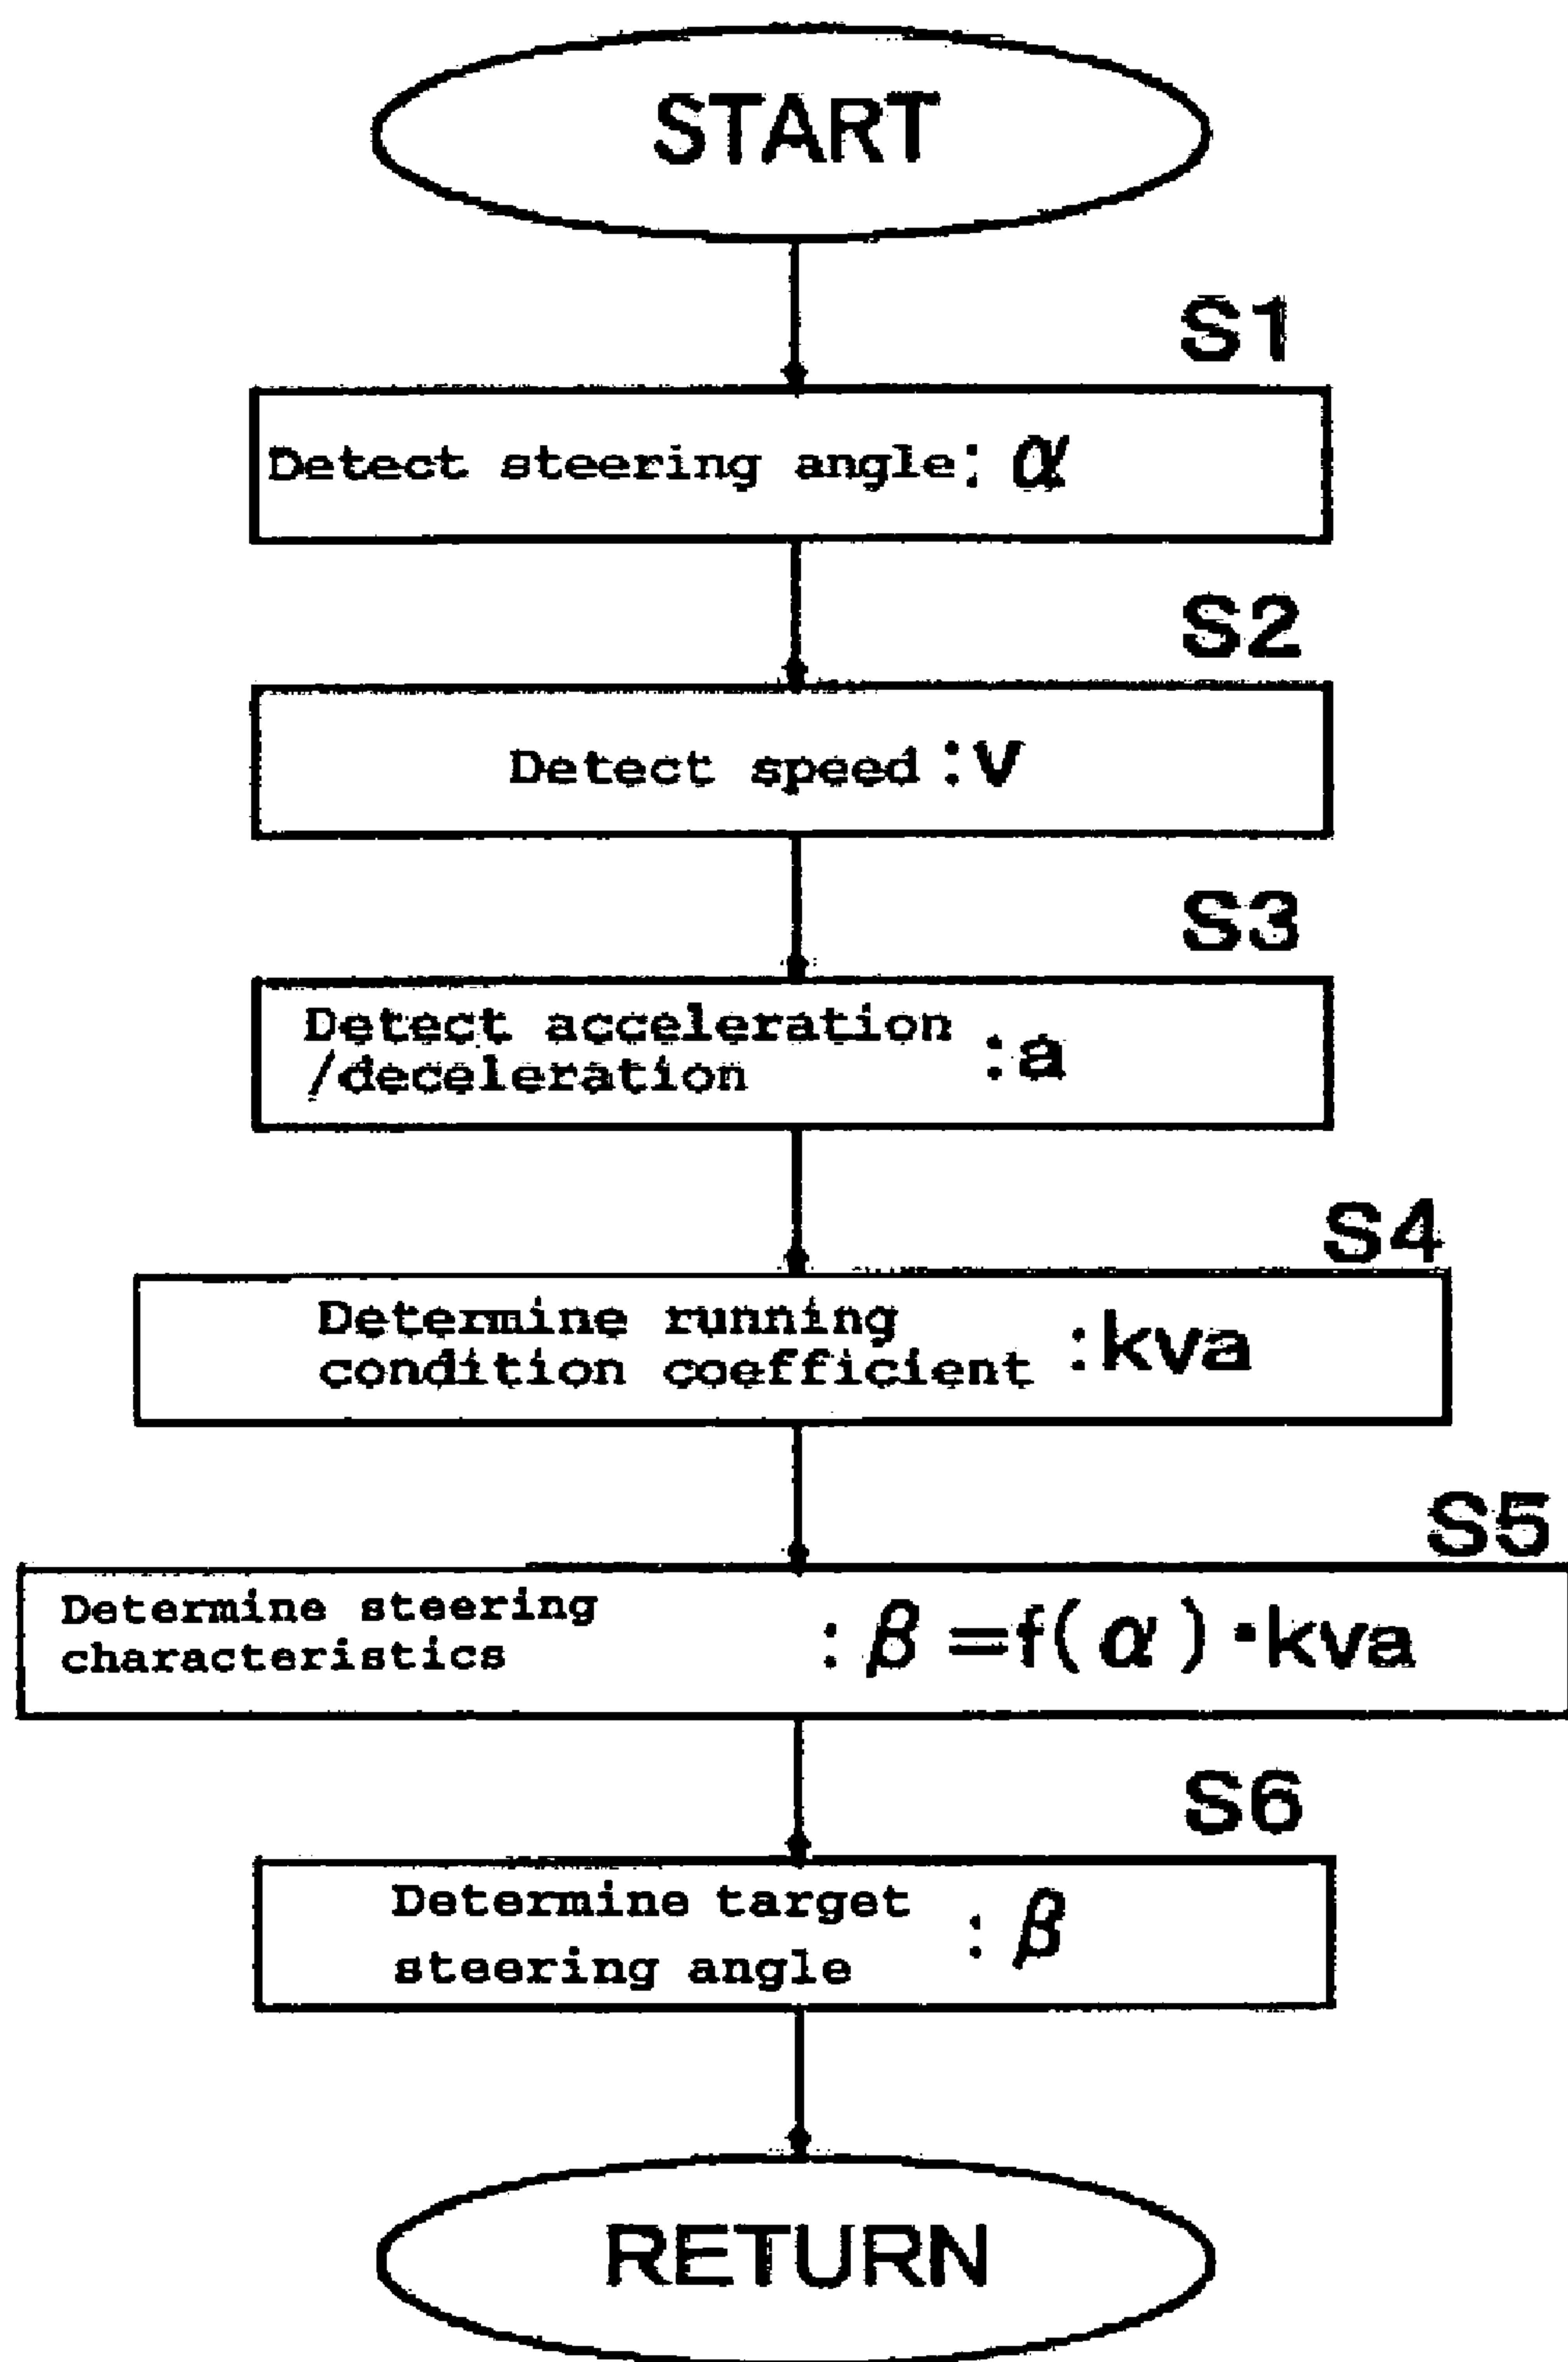 START
S1
Detect steering angle: α
S2
Detect speed :v
S3
Detect acceleration
/deceleration :a
S4
Determine running
condition coefficient :kva
S5
Determine steering
characteristics : β=f(α)·kva
S6
Determine target
steering angle : β
RETURN